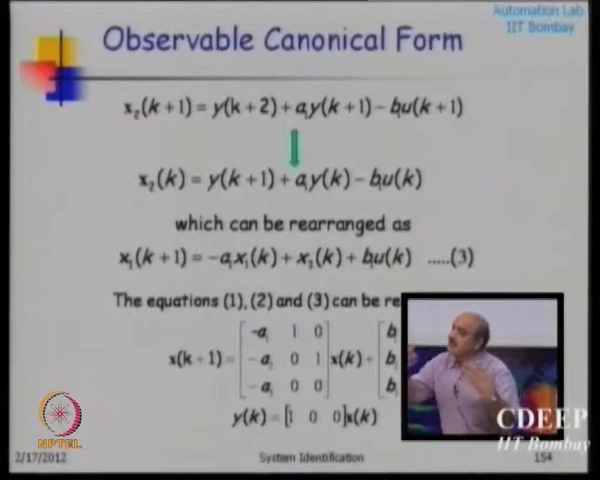 Automation Lab
IIT Bombay
Observable Canonical Form
x₂(k+1) = y(k+2) + a₁y(k+1) − b₁u(k+1)
x₂(k) = y(k+1) + a₁y(k) − b₁u(k)
which can be rearranged as
x₁(k+1) = −a₁x₁(k) + x₂(k) + b₁u(k) .....(3)
The equations (1), (2) and (3) can be re
x(k+1) = [−a₁ 1 0; −a₂ 0 1; −a₃ 0 0] x(k) + [b₁ b₂ b₃
y(k) = [1 0 0]x(k)
NPTEL
CDEEP
IIT Bombay
2/17/2012 System Identification 154